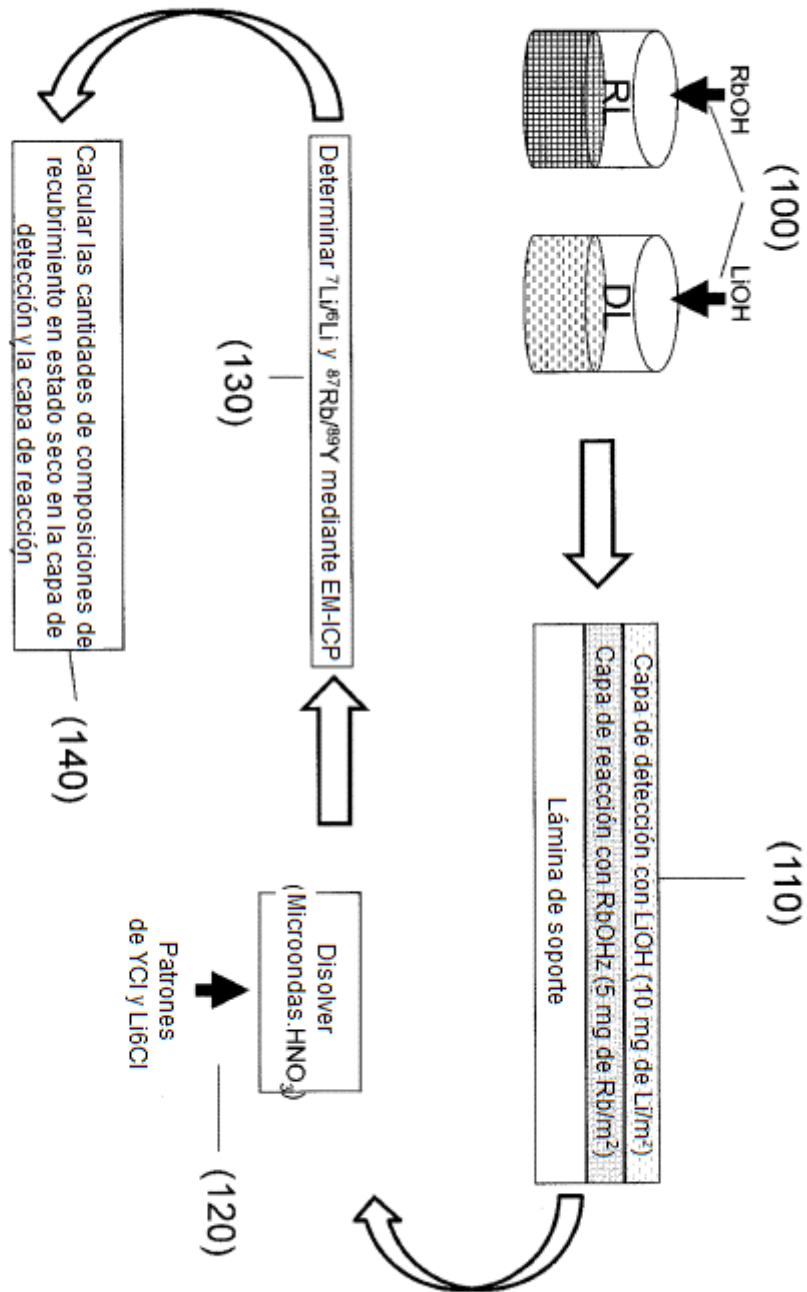 (100)
RbOH
LiOH
RL
DL
(110)
Capa de detección con LiOH (10 mg de Li/m²)
Capa de reacción con RbOHz (5 mg de Rb/m²)
Lámina de soporte
Disolver
(Microondas.HNO₃)
Patrones
de YCl y Li6Cl
(120)
Determinar ⁷Li/⁶Li y ⁸⁷Rb/⁸⁹Y mediante EM-ICP
(130)
Calcular las cantidades de composiciones de
recubrimiento en estado seco en la capa de
detección y la capa de reacción
(140)